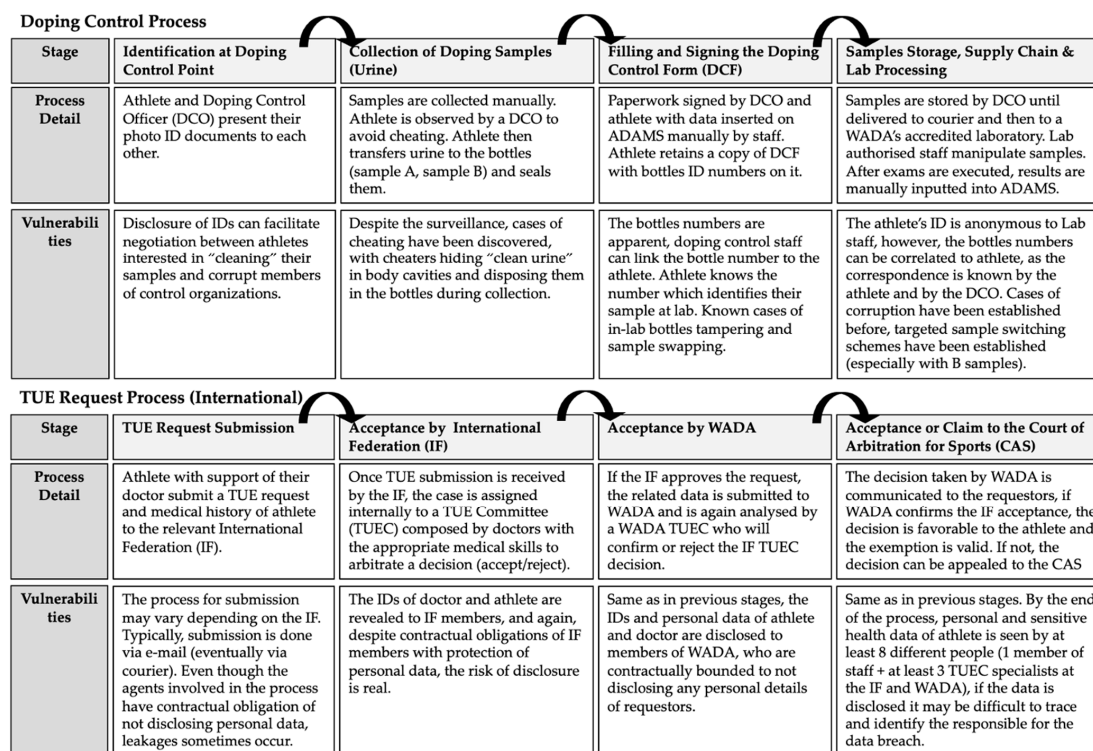 Doping Control Process
Stage
Identification at Doping
Control Point
Collection of Doping Samples
(Urine)
Filling and Signing the Doping
Control Form (DCF)
Samples Storage, Supply Chain &
Lab Processing
Process
Detail
Athlete and Doping Control
Officer (DCO) present their
photo ID documents to each
other.
Samples are collected manually.
Athlete is observed by a DCO to
avoid cheating. Athlete then
transfers urine to the bottles
(sample A, sample B) and seals
them.
Paperwork signed by DCO and
athlete with data inserted on
ADAMS manually by staff.
Athlete retains a copy of DCF
with bottles ID numbers on it.
Samples are stored by DCO until
delivered to courier and then to a
WADA's accredited laboratory. Lab
authorised staff manipulate samples.
After exams are executed, results are
manually inputted into ADAMS.
Vulnerabili
ties
Disclosure of IDs can facilitate
negotiation between athletes
interested in "cleaning" their
samples and corrupt members
of control organizations.
Despite the surveillance, cases of
cheating have been discovered,
with cheaters hiding "clean urine"
in body cavities and disposing them
in the bottles during collection.
The bottles numbers are
apparent, doping control staff
can link the bottle number to the
athlete. Athlete knows the
number which identifies their
sample at lab. Known cases of
in-lab bottles tampering and
sample swapping.
The athlete's ID is anonymous to Lab
staff, however, the bottles numbers
can be correlated to athlete, as
the correspondence is known by the
athlete and by the DCO. Cases of
corruption have been established
before, targeted sample switching
schemes have been established
(especially with B samples).
TUE Request Process (International)
Stage
TUE Request Submission
Acceptance by International
Federation (IF)
Acceptance by WADA
Acceptance or Claim to the Court of
Arbitration for Sports (CAS)
Process
Detail
Athlete with support of their
doctor submit a TUE request
and medical history of athlete
to the relevant International
Federation (IF).
Once TUE submission is received
by the IF, the case is assigned
internally to a TUE Committee
(TUEC) composed by doctors with
the appropriate medical skills to
arbitrate a decision (accept/reject).
If the IF approves the request,
the related data is submitted to
WADA and is again analysed by
a WADA TUEC who will
confirm or reject the IF TUEC
decision.
The decision taken by WADA is
communicated to the requestors, if
WADA confirms the IF acceptance, the
decision is favorable to the athlete and
the exemption is valid. If not, the
decision can be appealed to the CAS
Vulnerabili
ties
The process for submission
may vary depending on the IF.
Typically, submission is done
via e-mail (eventually via
courier). Even though the
agents involved in the process
have contractual obligation of
not disclosing personal data,
leakages sometimes occur.
The IDs of doctor and athlete are
revealed to IF members, and again,
despite contractual obligations of IF
members with protection of
personal data, the risk of disclosure
is real.
Same as in previous stages, the
IDs and personal data of athlete
and doctor are disclosed to
members of WADA, who are
contractually bounded to not
disclosing any personal details
of requestors.
Same as in previous stages. By the end
of the process, personal and sensitive
health data of athlete is seen by at
least 8 different people (1 member of
staff + at least 3 TUEC specialists at
the IF and WADA), if the data is
disclosed it may be difficult to trace
and identify the responsible for the
data breach.